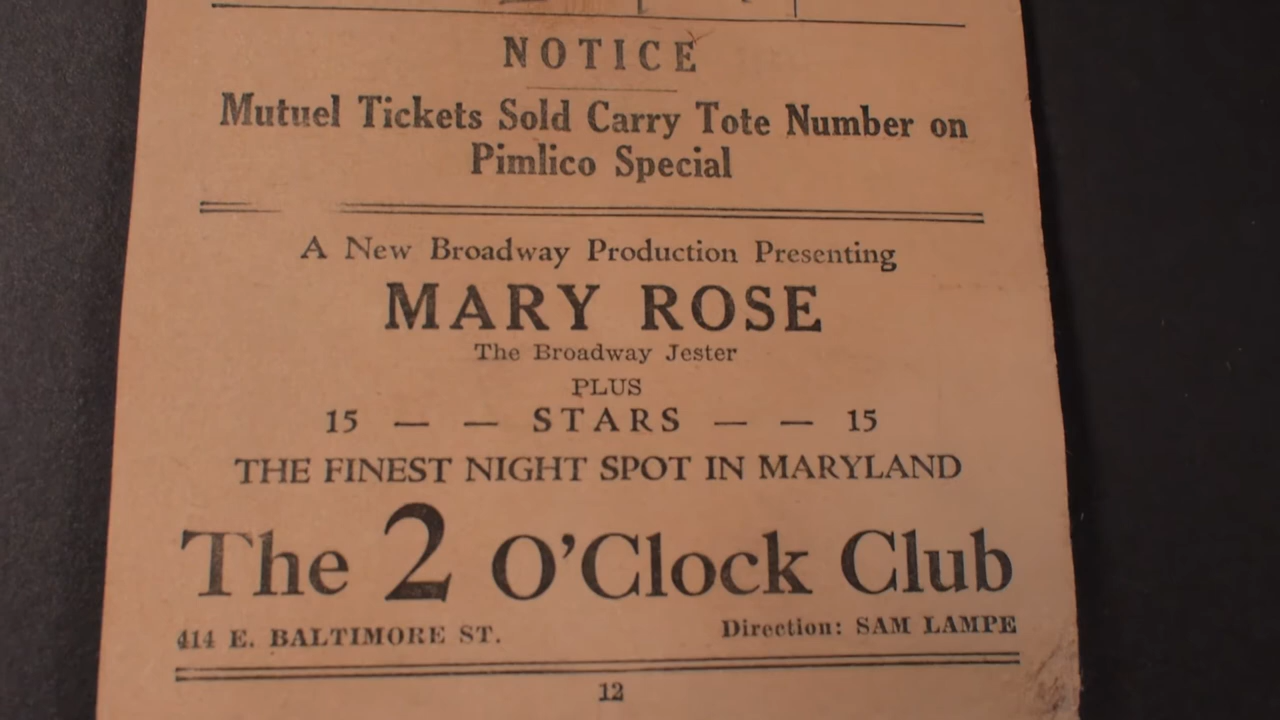 NOTICE
Mutuel Tickets Sold Carry Tote Number on
Pimlico Special
A New Broadway Production Presenting
MARY ROSE
The Broadway Jester
PLUS
15 — — STARS — — 15
THE FINEST NIGHT SPOT IN MARYLAND
The 2 O'Clock Club
414 E. BALTIMORE ST. Direction: SAM LAMPE
12